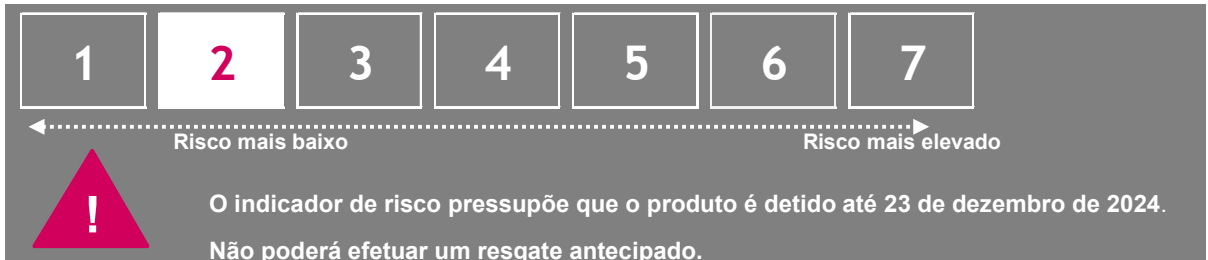 1 2 3 4 5 6 7
Risco mais baixo Risco mais elevado
! O indicador de risco pressupõe que o produto é detido até 23 de dezembro de 2024.
Não poderá efetuar um resgate antecipado.